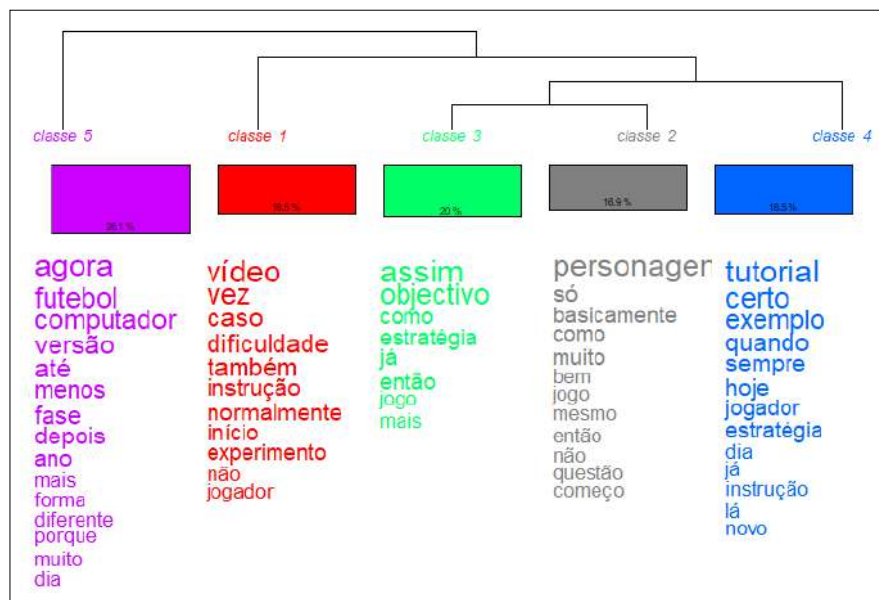 classe 5
classe 1
classe 3
classe 2
classe 4
26.1 %
18.5 %
20 %
16.9 %
18.5 %
agora
futebol
computador
versão
até
menos
fase
depois
ano
mais
forma
diferente
porque
muito
dia
vídeo
vez
caso
dificuldade
também
instrução
normalmente
início
experimento
não
jogador
assim
objectivo
como
estratégia
já
então
jogo
mais
personagen
só
basicamente
como
muito
bem
jogo
mesmo
então
não
questão
começo
tutorial
certo
exemplo
quando
sempre
hoje
jogador
estratégia
dia
já
instrução
lá
novo